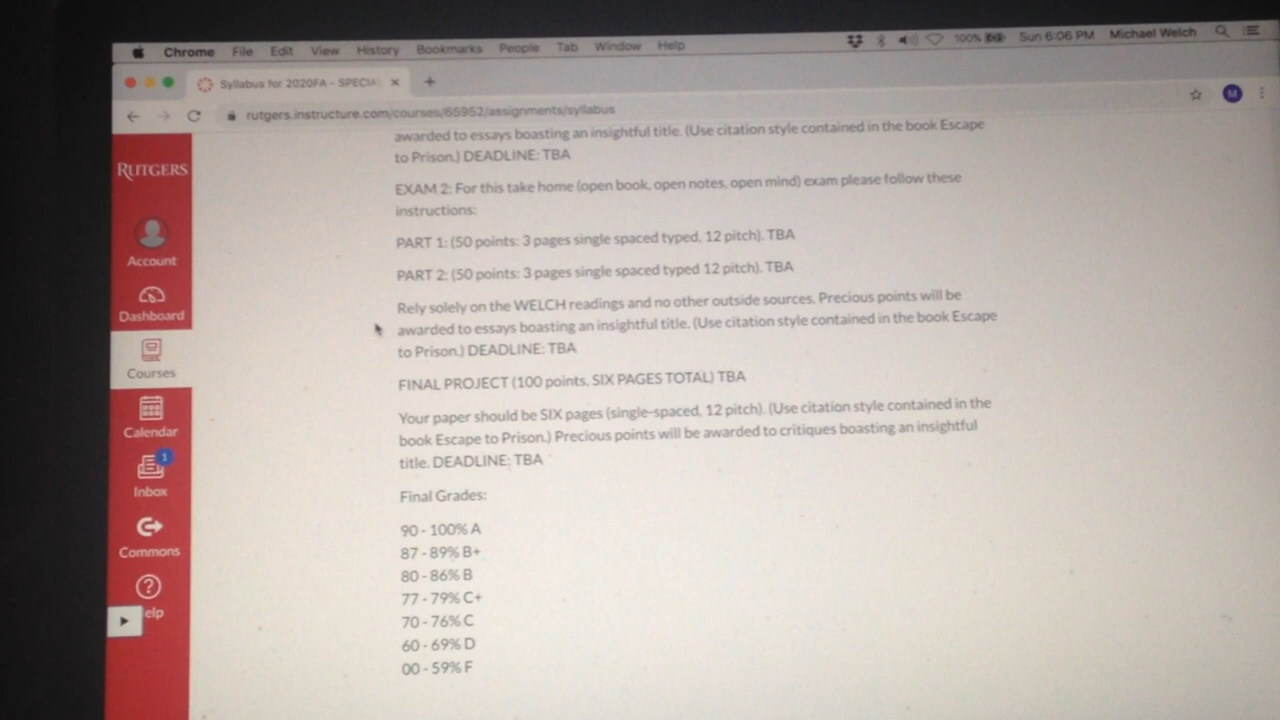 Chrome File Edit View History Bookmarks People Tab Window Help 100% Sun 6:06 PM Michael Welch
Syllabus for 2020FA - SPECIA
rutgers.instructure.com/courses/65952/assignments/syllabus
M
RUTGERS
Account
Dashboard
Courses
Calendar
1
Inbox
Commons
?
elp
awarded to essays boasting an insightful title. (Use citation style contained in the book Escape
to Prison.) DEADLINE: TBA
EXAM 2: For this take home (open book, open notes, open mind) exam please follow these
instructions:
PART 1: (50 points: 3 pages single spaced typed, 12 pitch). TBA
PART 2: (50 points: 3 pages single spaced typed 12 pitch). TBA
Rely solely on the WELCH readings and no other outside sources. Precious points will be
awarded to essays boasting an insightful title. (Use citation style contained in the book Escape
to Prison.) DEADLINE: TBA
FINAL PROJECT (100 points, SIX PAGES TOTAL) TBA
Your paper should be SIX pages (single-spaced, 12 pitch). (Use citation style contained in the
book Escape to Prison.) Precious points will be awarded to critiques boasting an insightful
title. DEADLINE: TBA
Final Grades:
90 - 100% A
87 - 89% B+
80 - 86% B
77 - 79% C+
70 - 76% C
60 - 69% D
00 - 59% F